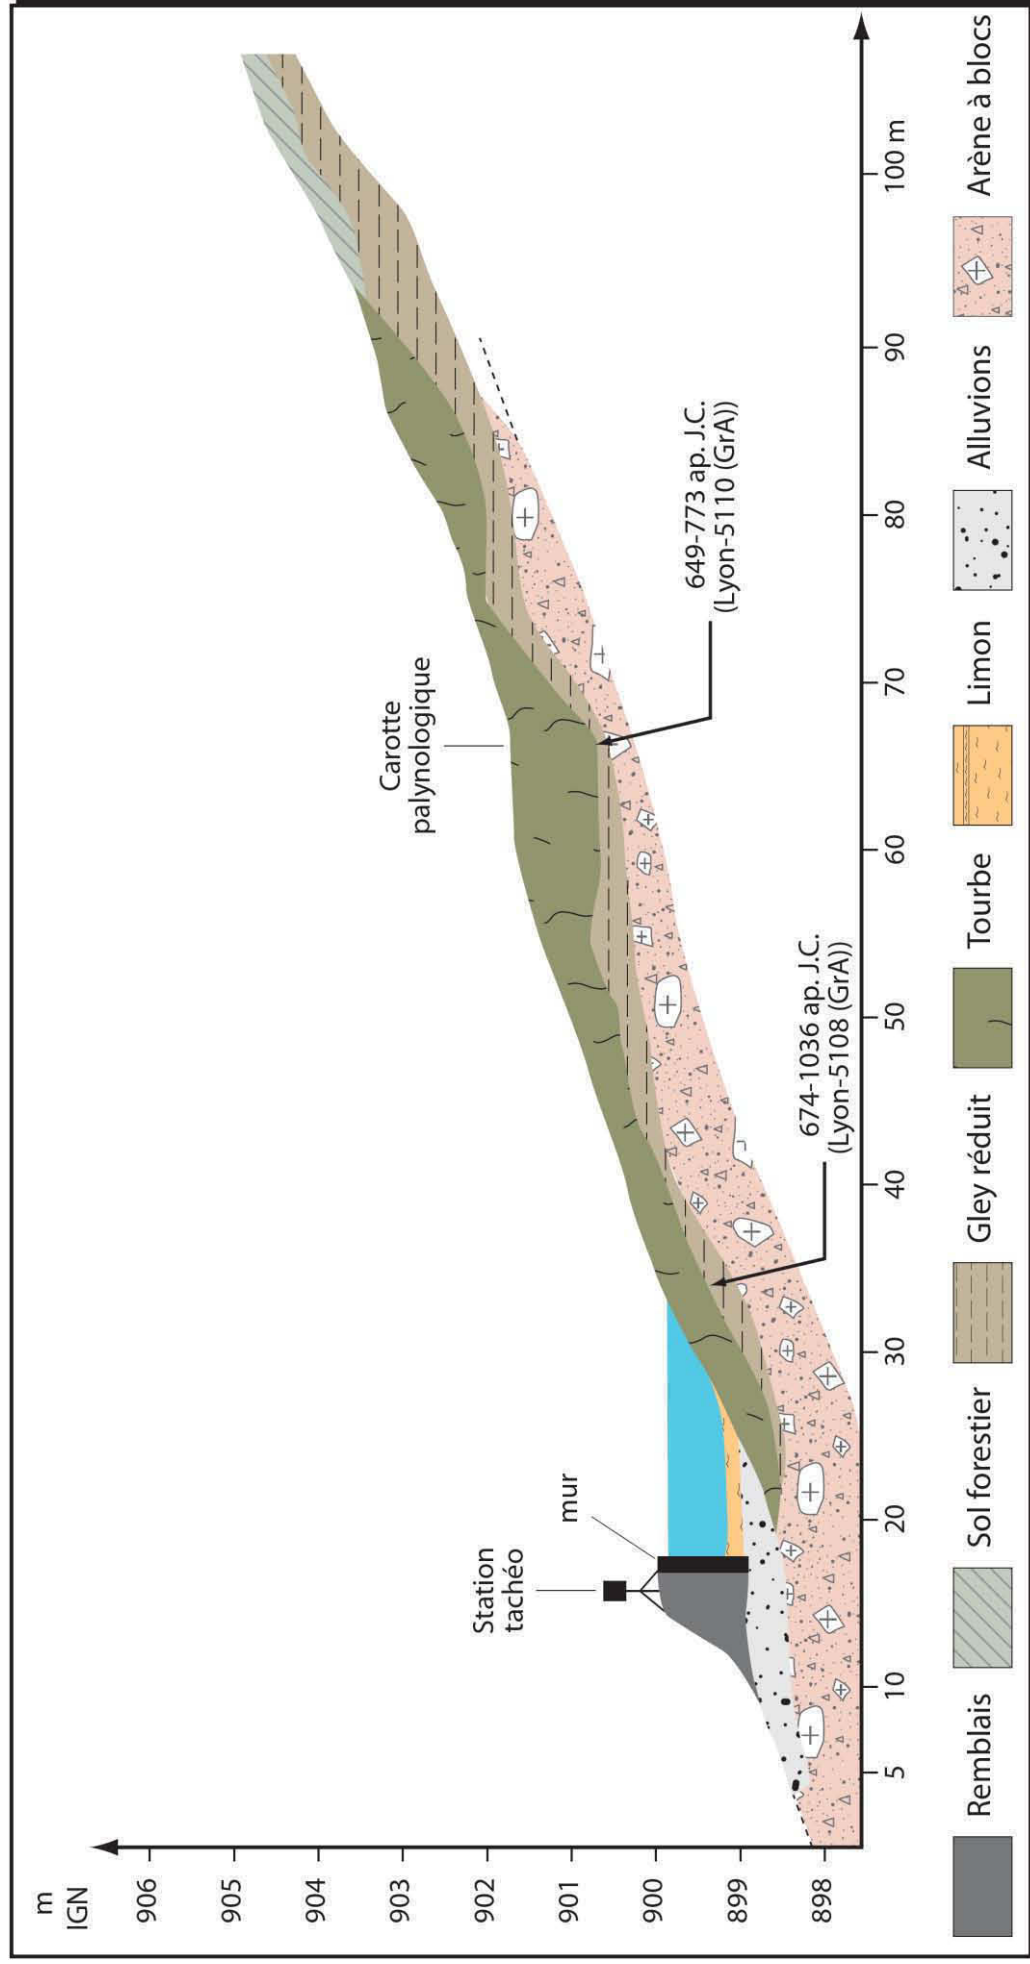 m
IGN
906
905
904
903
902
901
900
899
898
Station
tachéo
mur
Carotte
palynologique
674-1036 ap. J.C.
(Lyon-5108 (GrA))
649-773 ap. J.C.
(Lyon-5110 (GrA))
5
10
20
30
40
50
60
70
80
90
100 m
Remblais
Sol forestier
Gley réduit
Tourbe
Limon
Alluvions
Arène à blocs